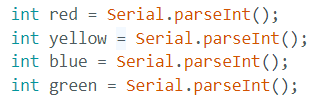 int red = Serial.parseInt();
int yellow = Serial.parseInt();
int blue = Serial.parseInt();
int green = Serial.parseInt();